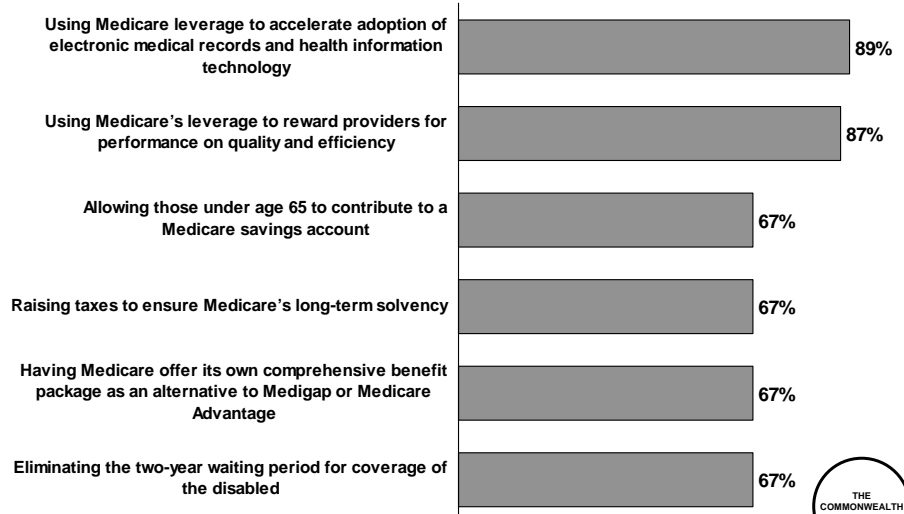 Using Medicare leverage to accelerate adoption of
electronic medical records and health information
technology
89%
Using Medicare's leverage to reward providers for
performance on quality and efficiency
87%
Allowing those under age 65 to contribute to a
Medicare savings account
67%
Raising taxes to ensure Medicare's long-term solvency
67%
Having Medicare offer its own comprehensive benefit
package as an alternative to Medigap or Medicare
Advantage
67%
Eliminating the two-year waiting period for coverage of
the disabled
67%
THE
COMMONWEALTH